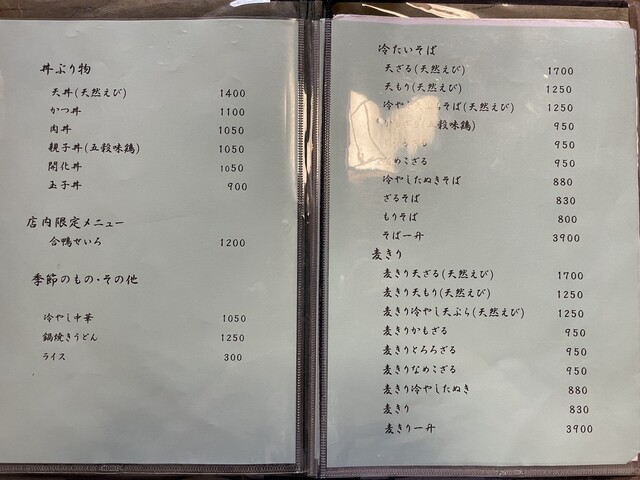 丼ぶり物
天丼(天然えび) 1400
かつ丼 1100
肉丼 1050
親子丼(五穀味鶏) 1050
開化丼 1050
玉子丼 900
店内限定メニュー
合鴨せいろ 1200
季節のもの・その他
冷やし中華 1050
鍋焼きうどん 1250
ライス 300
冷たいそば
天ざる(天然えび) 1700
天もり(天然えび) 1250
冷や そば(天然えび) 1250
五穀味鶏) 950
950
めこざる 950
冷やしたぬきそば 880
ざるそば 830
もりそば 800
そば一升 3900
麦きり
麦きり天ざる(天然えび) 1700
麦きり天もり(天然えび) 1250
麦きり冷やし天ぷら(天然えび) 1250
麦きりかもざる 950
麦きりとろろざる 950
麦きりなめこざる 950
麦きり冷やしたぬき 880
麦きり 830
麦きり一升 3900